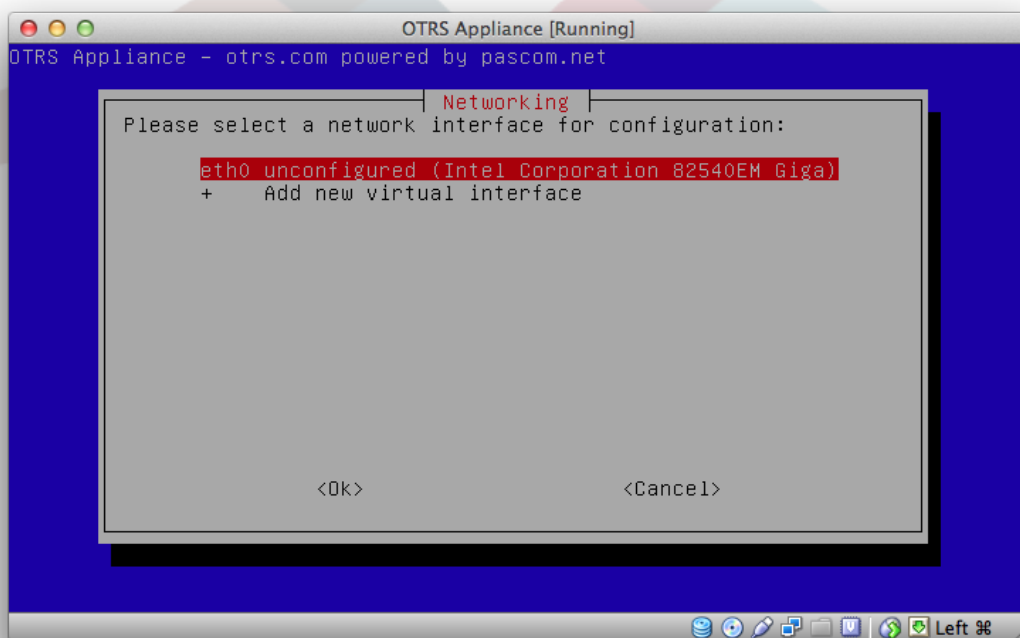 OTRS Appliance [Running]
OTRS Appliance - otrs.com powered by pascom.net
Networking
Please select a network interface for configuration:
eth0 unconfigured (Intel Corporation 82540EM Giga)
+ Add new virtual interface
<Ok> <Cancel>
Left ⌘